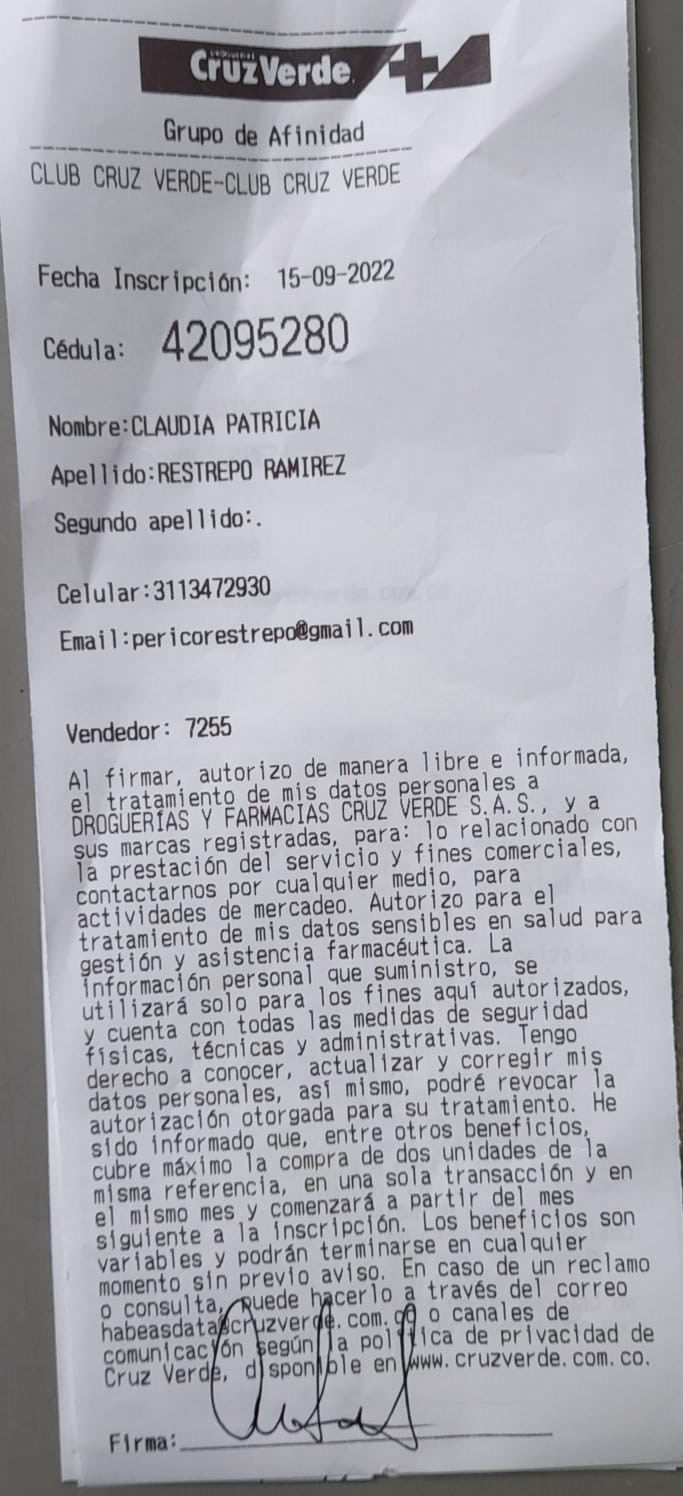 CrúzVerde
Grupo de Afinidad
CLUB CRUZ VERDE-CLUB CRUZ VERDE
Fecha Inscripción: 15-09-2022
Cédula: 42095280
Nombre:CLAUDIA PATRICIA
Apellido:RESTREPO RAMIREZ
Segundo apellido:.
Celular:3113472930
Email:pericorestrepo@gmail.com
Vendedor: 7255
Al firmar, autorizo de manera libre e informada,
el tratamiento de mis datos personales a
DROGUERÍAS Y FARMACIAS CRUZ VERDE S.A.S., y a
sus marcas registradas, para: lo relacionado con
la prestación del servicio y fines comerciales,
contactarnos por cualquier medio, para
actividades de mercadeo. Autorizo para el
tratamiento de mis datos sensibles en salud para
gestión y asistencia farmacéutica. La
información personal que suministro, se
utilizará solo para los fines aquí autorizados,
y cuenta con todas las medidas de seguridad
físicas, técnicas y administrativas. Tengo
derecho a conocer, actualizar y corregir mis
datos personales, así mismo, podré revocar la
autorización otorgada para su tratamiento. He
sido informado que, entre otros beneficios,
cubre máximo la compra de dos unidades de la
misma referencia, en una sola transacción y en
el mismo mes y comenzará a partir del mes
siguiente a la inscripción. Los beneficios son
variables y podrán terminarse en cualquier
momento sin previo aviso. En caso de un reclamo
o consulta, puede hacerlo a través del correo
habeasdata@cruzverde.com.co o canales de
comunicación según la política de privacidad de
Cruz Verde, disponible en www.cruzverde.com.co.
Firma: